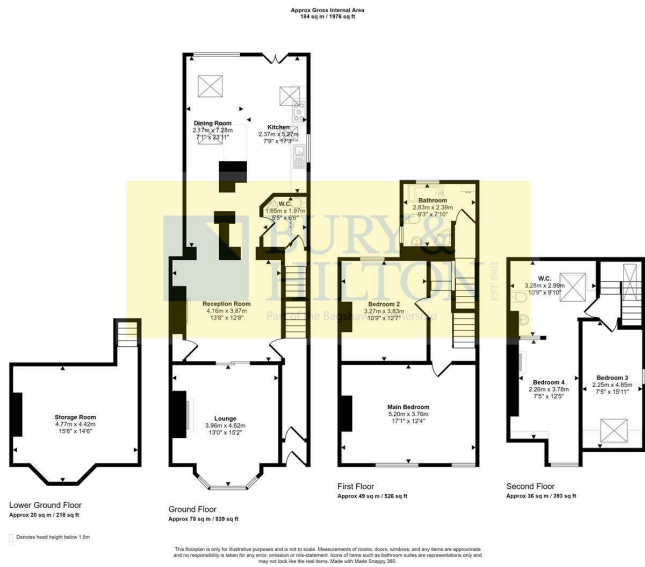 Approx Gross Internal Area
184 sq m / 1976 sq ft
Dining Room
2.17m x 7.28m
7'1" x 23'11"
Kitchen
2.37m x 5.27m
7'9" x 17'3"
W.C.
1.65m x 1.97m
5'5" x 6'6"
Bathroom
2.83m x 2.39m
9'3" x 7'10"
BURY &
HILTON
EST 1963
Part of the Bagshaws Partnership
Reception Room
4.16m x 3.87m
13'8" x 12'8"
Bedroom 2
3.27m x 3.83m
10'9" x 12'7"
W.C.
3.28m x 2.99m
10'9" x 9'10"
Storage Room
4.77m x 4.42m
15'8" x 14'6"
Lounge
3.96m x 4.62m
13'0" x 15'2"
Main Bedroom
5.20m x 3.76m
17'1" x 12'4"
Bedroom 4
2.26m x 3.78m
7'5" x 12'5"
Bedroom 3
2.25m x 4.85m
7'5" x 15'11"
Lower Ground Floor
Approx 20 sq m / 218 sq ft
Ground Floor
Approx 78 sq m / 839 sq ft
First Floor
Approx 49 sq m / 526 sq ft
Second Floor
Approx 36 sq m / 393 sq ft
Denotes head height below 1.5m
This floorplan is only for illustrative purposes and is not to scale. Measurements of rooms, doors, windows, and any items are approximate
and no responsibility is taken for any error, omission or mis-statement. Icons of items such as bathroom suites are representations only and
may not look like the real items. Made with Made Snappy 360.